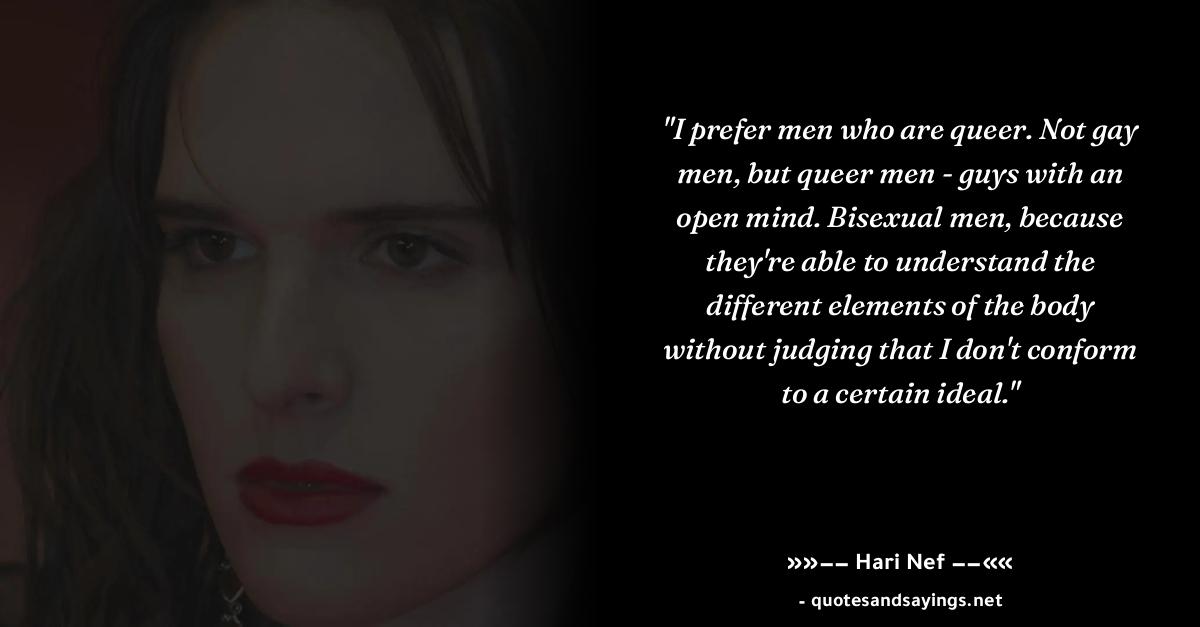 "I prefer men who are queer. Not gay
men, but queer men - guys with an
open mind. Bisexual men, because
they're able to understand the
different elements of the body
without judging that I don't conform
to a certain ideal."
»»–– Hari Nef ––««
- quotesandsayings.net